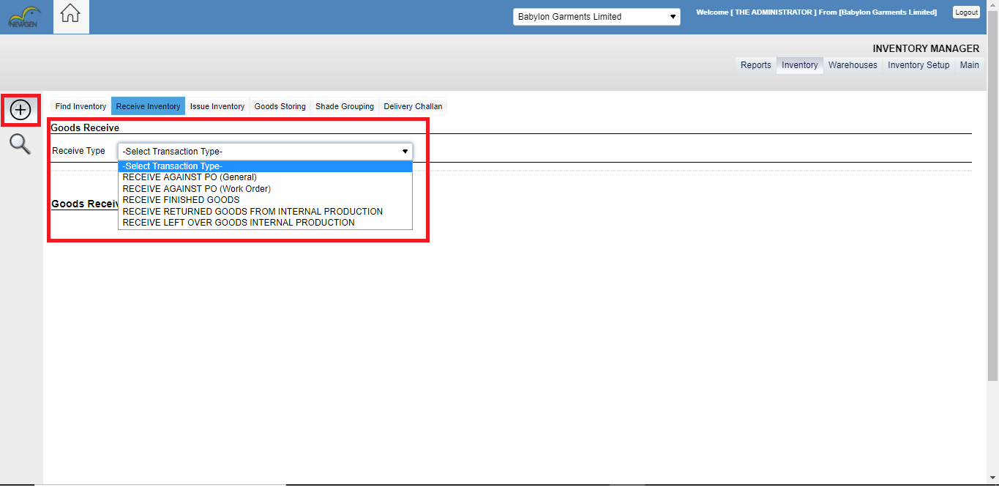 NEWGEN
Babylon Garments Limited
Welcome [ THE ADMINISTRATOR ] From [Babylon Garments Limited]
Logout
INVENTORY MANAGER
Reports Inventory Warehouses Inventory Setup Main
Find Inventory Receive Inventory Issue Inventory Goods Storing Shade Grouping Delivery Challan
Goods Receive
Receive Type -Select Transaction Type-
-Select Transaction Type-
RECEIVE AGAINST PO (General)
RECEIVE AGAINST PO (Work Order)
RECEIVE FINISHED GOODS
Goods Receiv
RECEIVE RETURNED GOODS FROM INTERNAL PRODUCTION
RECEIVE LEFT OVER GOODS INTERNAL PRODUCTION